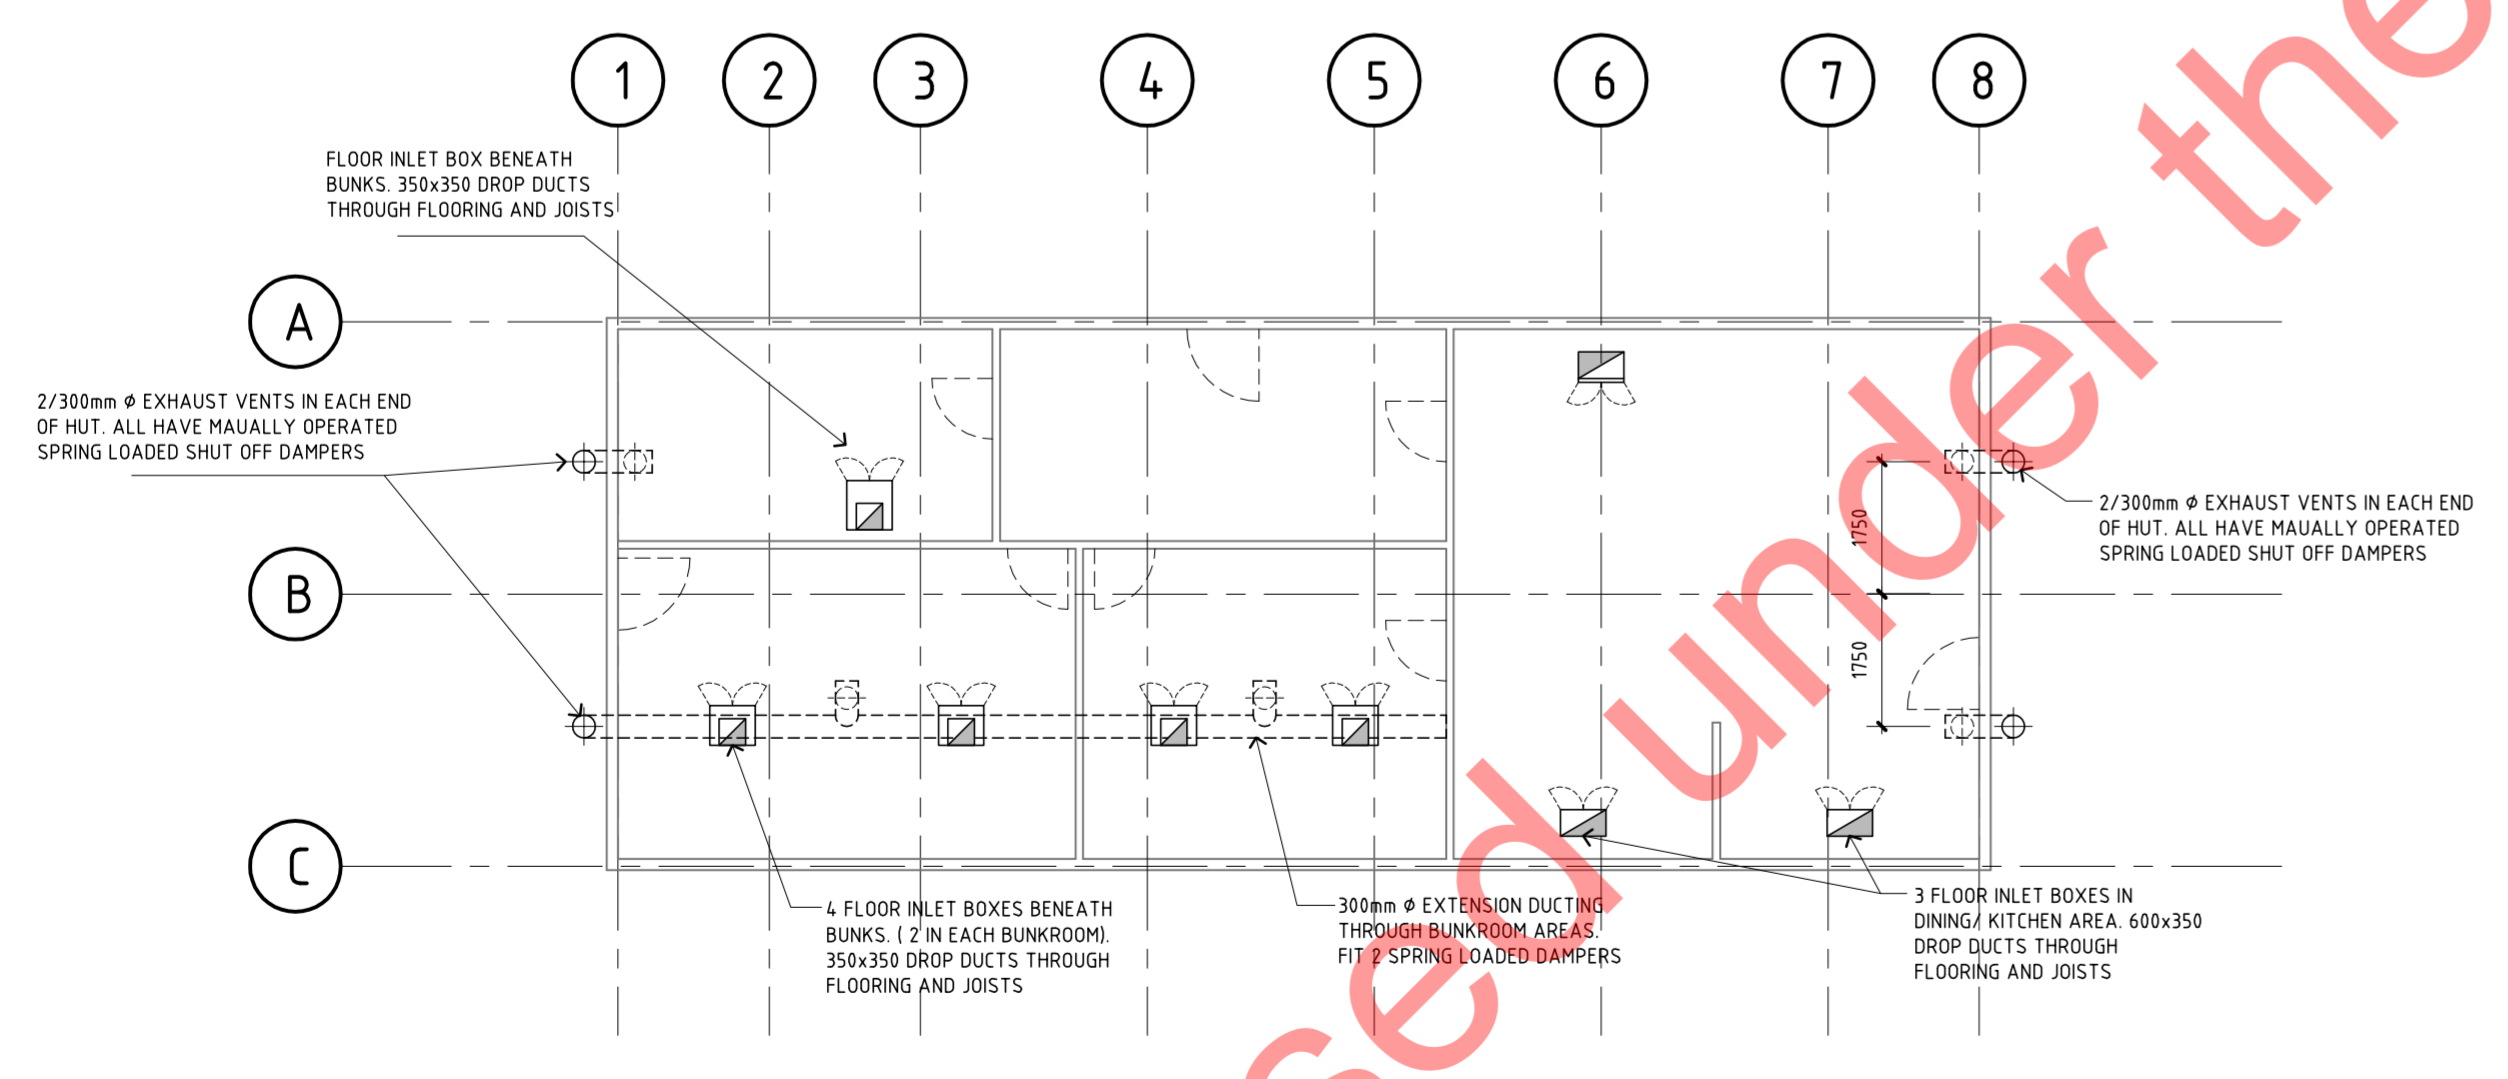 1
2
3
4
5
6
7
8
FLOOR INLET BOX BENEATH
BUNKS. 350x350 DROP DUCTS
THROUGH FLOORING AND JOISTS
A
2/300mm Ø EXHAUST VENTS IN EACH END
OF HUT. ALL HAVE MAUALLY OPERATED
SPRING LOADED SHUT OFF DAMPERS
1750
2/300mm Ø EXHAUST VENTS IN EACH END
OF HUT. ALL HAVE MAUALLY OPERATED
SPRING LOADED SHUT OFF DAMPERS
B
1750
C
4 FLOOR INLET BOXES BENEATH
BUNKS. ( 2 IN EACH BUNKROOM).
350x350 DROP DUCTS THROUGH
FLOORING AND JOISTS
300mm Ø EXTENSION DUCTING
THROUGH BUNKROOM AREAS.
FIT 2 SPRING LOADED DAMPERS
3 FLOOR INLET BOXES IN
DINING/ KITCHEN AREA. 600x350
DROP DUCTS THROUGH
FLOORING AND JOISTS
sed under the